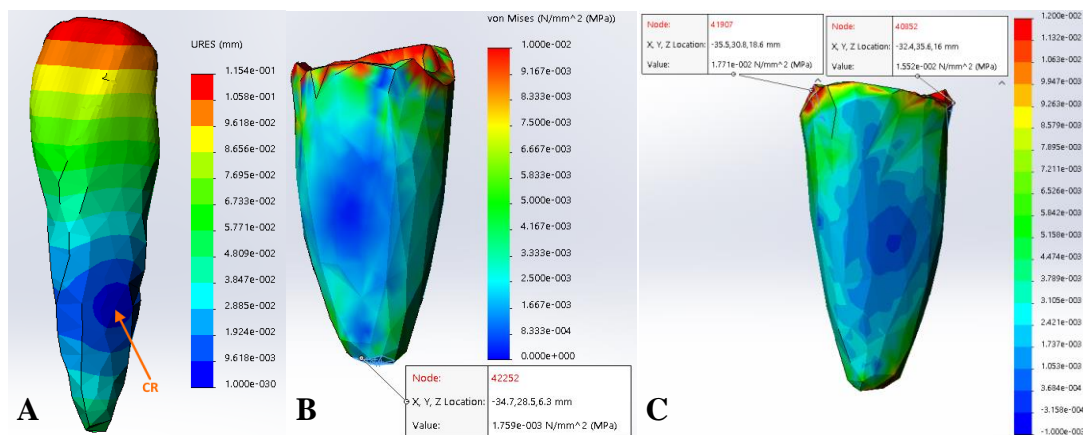 URES (mm)
1.154e-001
1.058e-001
9.618e-002
8.656e-002
7.695e-002
6.733e-002
5.771e-002
4.809e-002
3.847e-002
2.885e-002
1.924e-002
9.618e-003
1.000e-030
CR
A
von Mises (N/mm^2 (MPa))
1.000e-002
9.167e-003
8.333e-003
7.500e-003
6.667e-003
5.833e-003
5.000e-003
4.167e-003
3.333e-003
2.500e-003
1.667e-003
8.333e-004
0.000e+000
Node: 42252
X, Y, Z Location: -34.7,28.5,6.3 mm
Value: 1.759e-003 N/mm^2 (MPa)
B
Node: 41907
X, Y, Z Location: -35.5,30.8,18.6 mm
Value: 1.771e-002 N/mm^2 (MPa)
Node: 40852
X, Y, Z Location: -32.4,35.6,16 mm
Value: 1.552e-002 N/mm^2 (MPa)
1.200e-002
1.132e-002
1.063e-002
9.947e-003
9.263e-003
8.579e-003
7.895e-003
7.211e-003
6.526e-003
5.842e-003
5.158e-003
4.474e-003
3.789e-003
3.105e-003
2.421e-003
1.737e-003
1.053e-003
3.684e-004
-3.158e-004
-1.000e-003
C